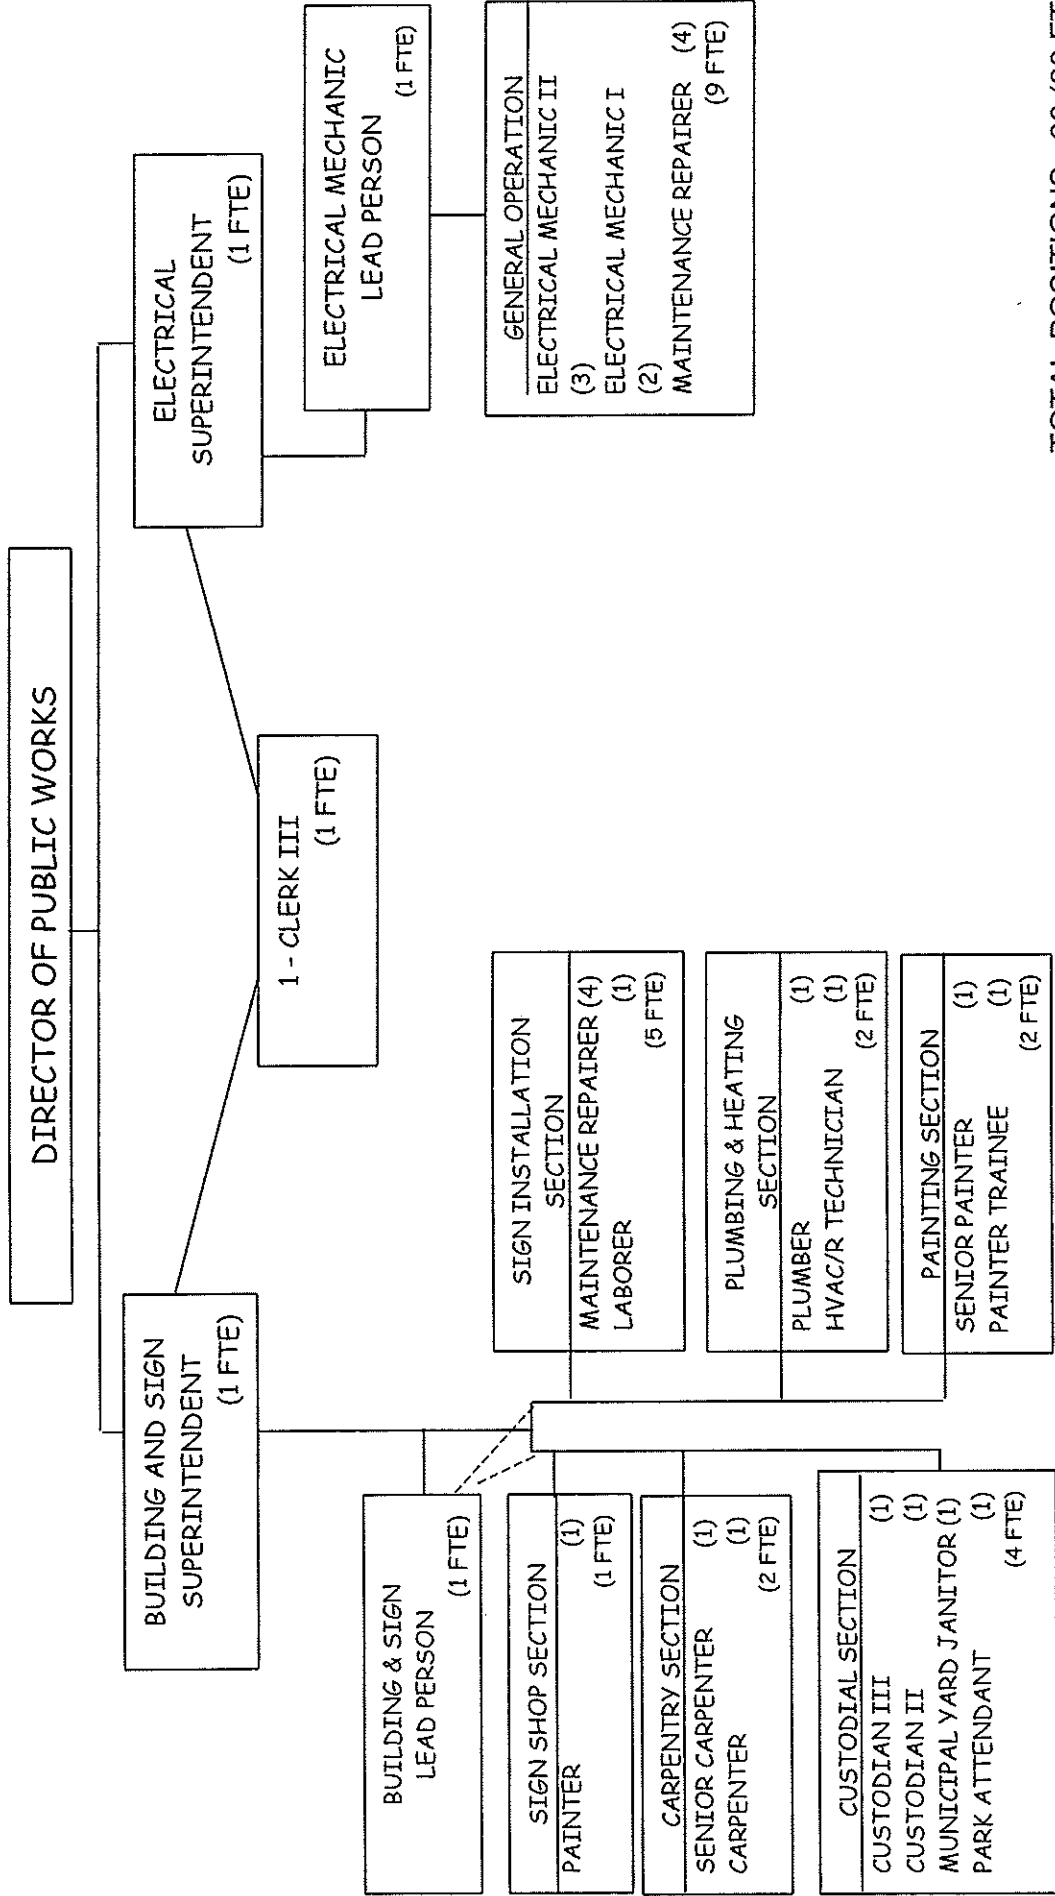 DIRECTOR OF PUBLIC WORKS
BUILDING AND SIGN
SUPERINTENDENT
(1 FTE)
ELECTRICAL
SUPERINTENDENT
(1 FTE)
1 - CLERK III
(1 FTE)
BUILDING & SIGN
LEAD PERSON
(1 FTE)
SIGN SHOP SECTION
PAINTER (1)
(1 FTE)
CARPENTRY SECTION
SENIOR CARPENTER (1)
CARPENTER (1)
(2 FTE)
CUSTODIAL SECTION
CUSTODIAN III (1)
CUSTODIAN II (1)
MUNICIPAL YARD JANITOR (1)
PARK ATTENDANT (1)
(4 FTE)
SIGN INSTALLATION
SECTION
MAINTENANCE REPAIRER (4)
LABORER (1)
(5 FTE)
PLUMBING & HEATING
SECTION
PLUMBER (1)
HVAC/R TECHNICIAN (1)
(2 FTE)
PAINTING SECTION
SENIOR PAINTER (1)
PAINTER TRAINEE (1)
(2 FTE)
ELECTRICAL MECHANIC
LEAD PERSON
(1 FTE)
GENERAL OPERATION
ELECTRICAL MECHANIC II
(3)
ELECTRICAL MECHANIC I
(2)
MAINTENANCE REPAIRER (4)
(9 FTE)
TOTAL POSITIONS